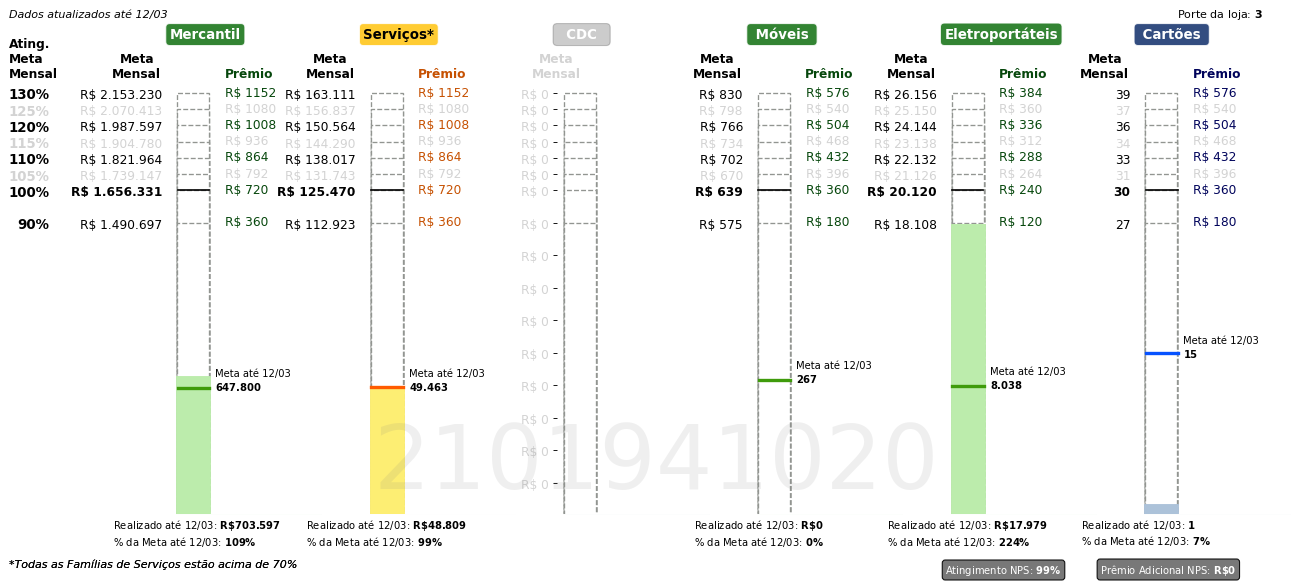 Dados atualizados até 12/03
Porte da loja: 3
Mercantil Serviços* CDC Móveis Eletroportáteis Cartões
Ating.
Meta Meta Meta Meta Meta Meta Meta
Mensal Mensal Prêmio Mensal Prêmio Mensal Mensal Prêmio Mensal Prêmio Mensal Prêmio
130% R$ 2.153.230 R$ 1152 R$ 163.111 R$ 1152 R$ 0 R$ 830 R$ 576 R$ 26.156 R$ 384 39 R$ 576
125% R$ 2.070.413 R$ 1080 R$ 156.837 R$ 1080 R$ 0 R$ 798 R$ 540 R$ 25.150 R$ 360 37 R$ 540
120% R$ 1.987.597 R$ 1008 R$ 150.564 R$ 1008 R$ 0 R$ 766 R$ 504 R$ 24.144 R$ 336 36 R$ 504
115% R$ 1.904.780 R$ 936 R$ 144.290 R$ 936 R$ 0 R$ 734 R$ 468 R$ 23.138 R$ 312 34 R$ 468
110% R$ 1.821.964 R$ 864 R$ 138.017 R$ 864 R$ 0 R$ 702 R$ 432 R$ 22.132 R$ 288 33 R$ 432
105% R$ 1.739.147 R$ 792 R$ 131.743 R$ 792 R$ 0 R$ 670 R$ 396 R$ 21.126 R$ 264 31 R$ 396
100% R$ 1.656.331 R$ 720 R$ 125.470 R$ 720 R$ 0 R$ 639 R$ 360 R$ 20.120 R$ 240 30 R$ 360
90% R$ 1.490.697 R$ 360 R$ 112.923 R$ 360 R$ 0 R$ 575 R$ 180 R$ 18.108 R$ 120 27 R$ 180
R$ 0
R$ 0
R$ 0
R$ 0
R$ 0
R$ 0
R$ 0
R$ 0
Meta até 12/03
647.800
Meta até 12/03
49.463
Meta até 12/03
267
Meta até 12/03
8.038
Meta até 12/03
15
2101941020
Realizado até 12/03: R$703.597 Realizado até 12/03: R$48.809 Realizado até 12/03: R$0 Realizado até 12/03: R$17.979 Realizado até 12/03: 1
% da Meta até 12/03: 109% % da Meta até 12/03: 99% % da Meta até 12/03: 0% % da Meta até 12/03: 224% % da Meta até 12/03: 7%
*Todas as Famílias de Serviços estão acima de 70%
Atingimento NPS: 99% Prêmio Adicional NPS: R$0